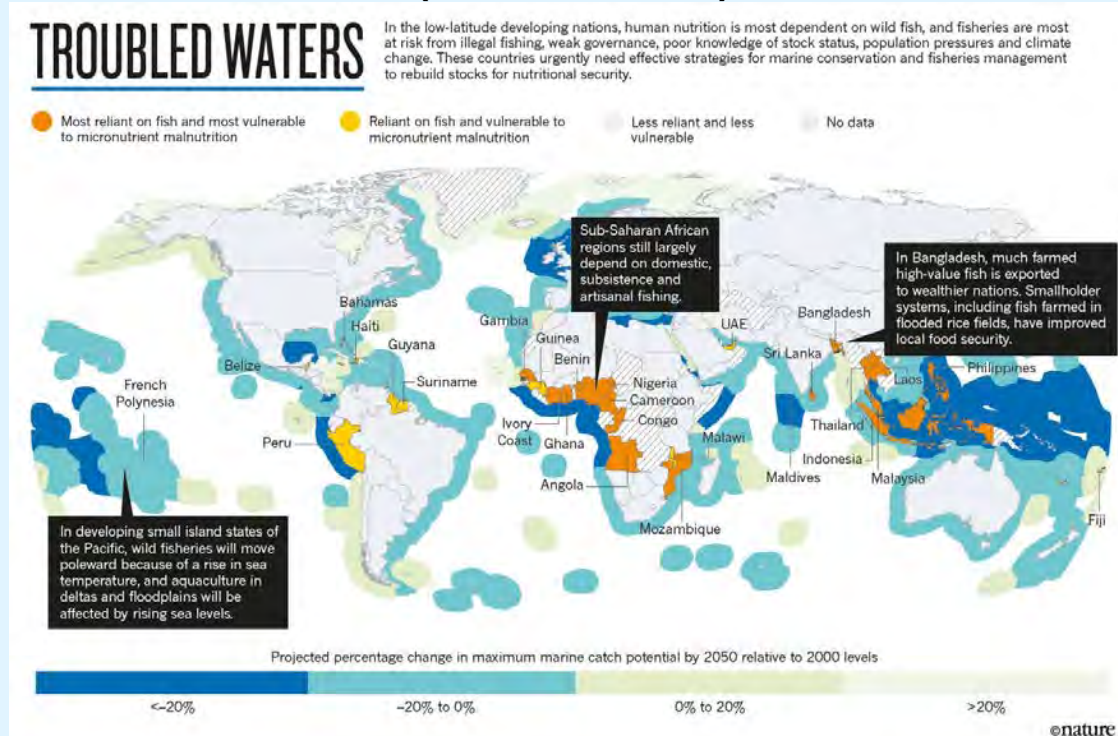 TROUBLED WATERS
In the low-latitude developing nations, human nutrition is most dependent on wild fish, and fisheries are most
at risk from illegal fishing, weak governance, poor knowledge of stock status, population pressures and climate
change. These countries urgently need effective strategies for marine conservation and fisheries management
to rebuild stocks for nutritional security.
Most reliant on fish and most vulnerable
to micronutrient malnutrition
Reliant on fish and vulnerable to
micronutrient malnutrition
Less reliant and less
vulnerable
No data
Sub-Saharan African
regions still largely
depend on domestic,
subsistence and
artisanal fishing.
In Bangladesh, much farmed
high-value fish is exported
to wealthier nations. Smallholder
systems, including fish farmed in
flooded rice fields, have improved
local food security.
Bahamas
Haiti
Guyana
Belize
Suriname
French
Polynesia
Peru
Gambia
Guinea
Benin
Nigeria
Cameroon
Congo
Ivory
Coast
Ghana
Angola
Malawi
Mozambique
UAE
Bangladesh
Sri Lanka
Laos
Philippines
Thailand
Indonesia
Malaysia
Maldives
Fiji
In developing small island states of
the Pacific, wild fisheries will move
poleward because of a rise in sea
temperature, and aquaculture in
deltas and floodplains will be
affected by rising sea levels.
Projected percentage change in maximum marine catch potential by 2050 relative to 2000 levels
<–20%
–20% to 0%
0% to 20%
>20%
©nature